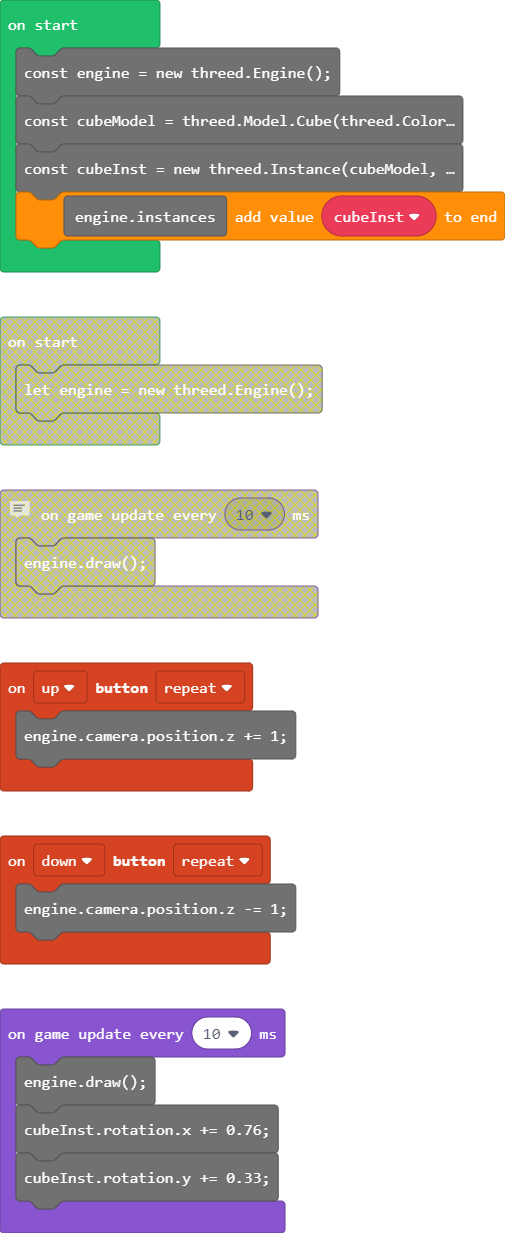 on start
const engine = new threed.Engine();
const cubeModel = threed.Model.Cube(threed.Color…
const cubeInst = new threed.Instance(cubeModel, …
engine.instances add value cubeInst to end
on start
let engine = new threed.Engine();
on game update every 10 ms
engine.draw();
on up button repeat
engine.camera.position.z += 1;
on down button repeat
engine.camera.position.z -= 1;
on game update every 10 ms
engine.draw();
cubeInst.rotation.x += 0.76;
cubeInst.rotation.y += 0.33;